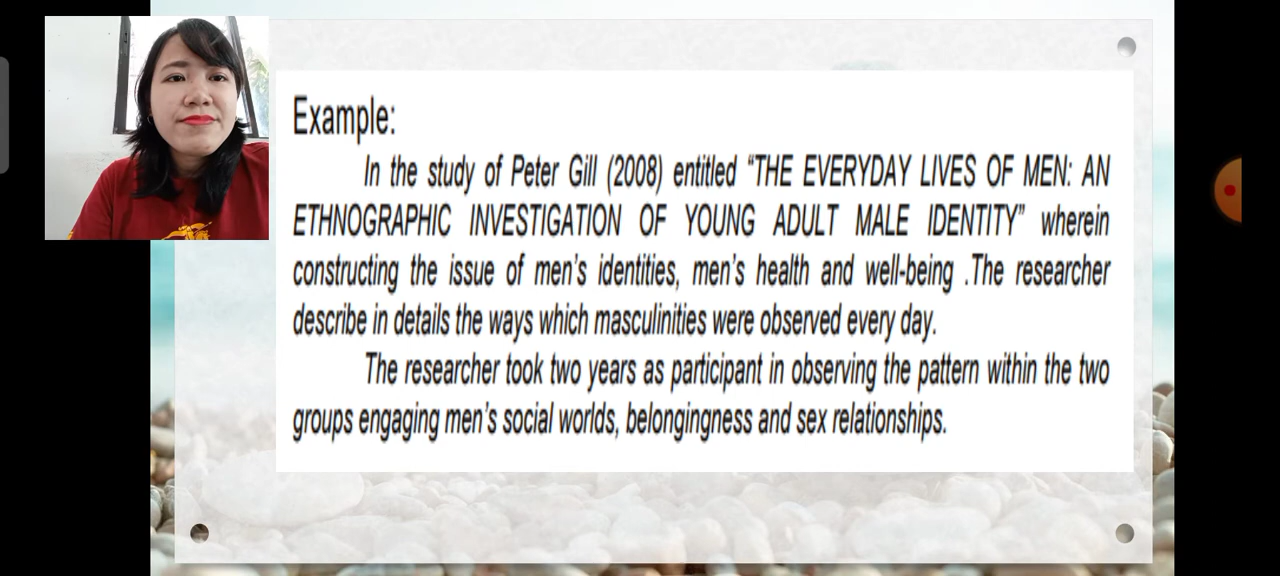 Example:
In the study of Peter Gill (2008) entitled “THE EVERYDAY LIVES OF MEN: AN
ETHNOGRAPHIC INVESTIGATION OF YOUNG ADULT MALE IDENTITY” wherein
constructing the issue of men’s identities, men’s health and well-being .The researcher
describe in details the ways which masculinities were observed every day.
The researcher took two years as participant in observing the pattern within the two
groups engaging men’s social worlds, belongingness and sex relationships.